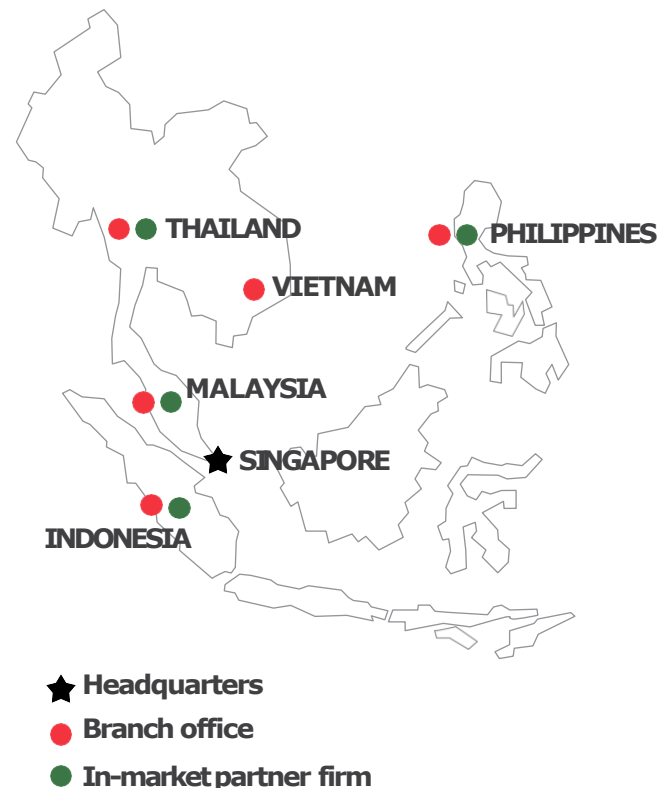 THAILAND
PHILIPPINES
VIETNAM
MALAYSIA
SINGAPORE
INDONESIA
Headquarters
Branch office
In-market partner firm